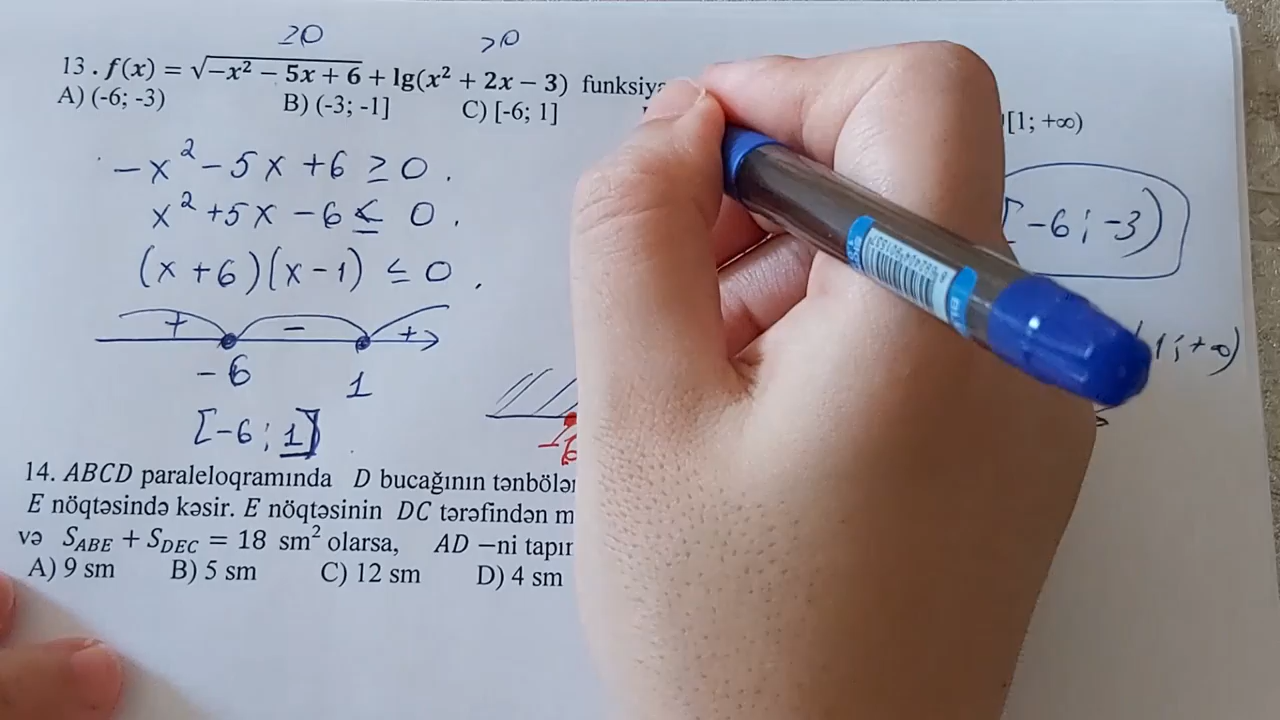 ≥0 >0
13. f(x) = √−x² − 5x + 6 + lg(x² + 2x − 3) funksiya
A) (-6; -3) B) (-3; -1] C) [-6; 1] [1; +∞)
−x² − 5x + 6 ≥ 0.
x² + 5x − 6 ≤ 0.
[-6; -3)
(x + 6)(x − 1) ≤ 0.
+ − +
1; +∞)
-6 1
[-6; 1]
14. ABCD paraleloqramında D bucağının
E nöqtəsində kəsir. E nöqtəsinin DC tərəfindən
və S_ABE + S_DEC = 18 sm² olarsa, AD −ni
A) 9 sm B) 5 sm C) 12 sm D) 4 sm